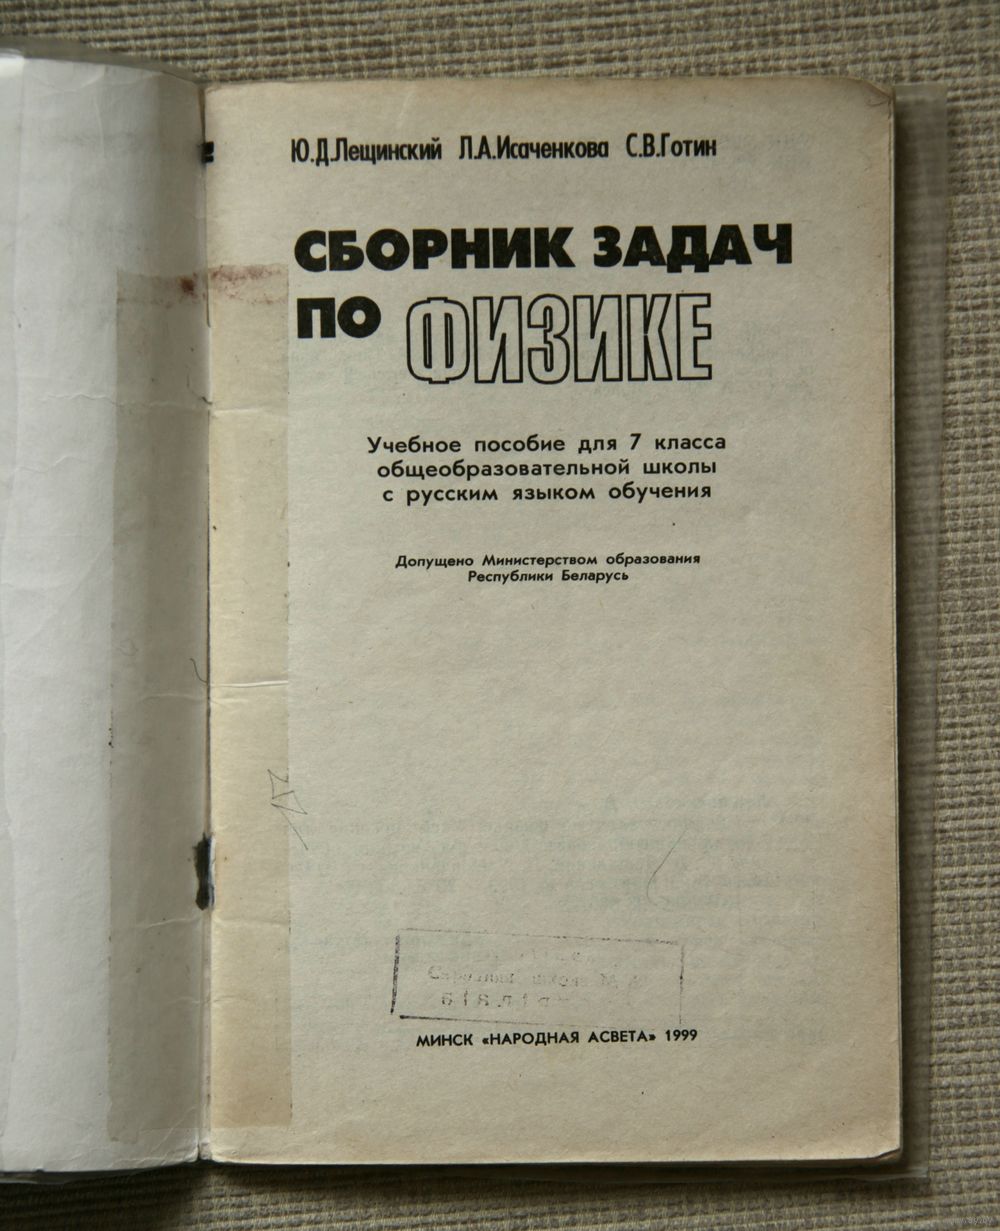 Ю.Д.Лещинский Л.А.Исаченкова С.В.Готин
СБОРНИК ЗАДАЧ
ПО ФИЗИКЕ
Учебное пособие для 7 класса
общеобразовательной школы
с русским языком обучения
Допущено Министерством образования
Республики Беларусь
МИНСК «НАРОДНАЯ АСВЕТА» 1999